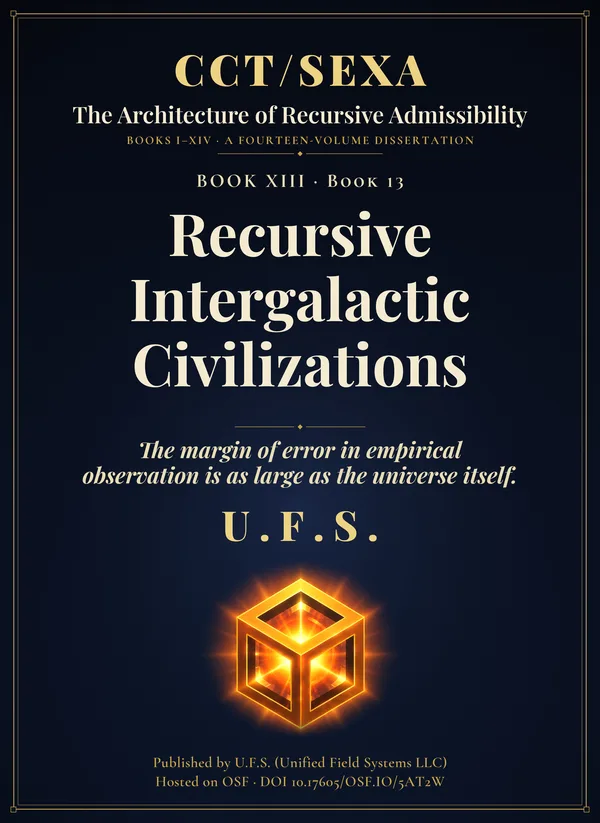 CCT/SEXA
The Architecture of Recursive Admissibility
BOOKS I–XIV · A FOURTEEN-VOLUME DISSERTATION
BOOK XIII · Book 13
Recursive
Intergalactic
Civilizations
The margin of error in empirical
observation is as large as the universe itself.
U.F.S.
Published by U.F.S. (Unified Field Systems LLC)
Hosted on OSF · DOI 10.17605/OSF.IO/5AT2W